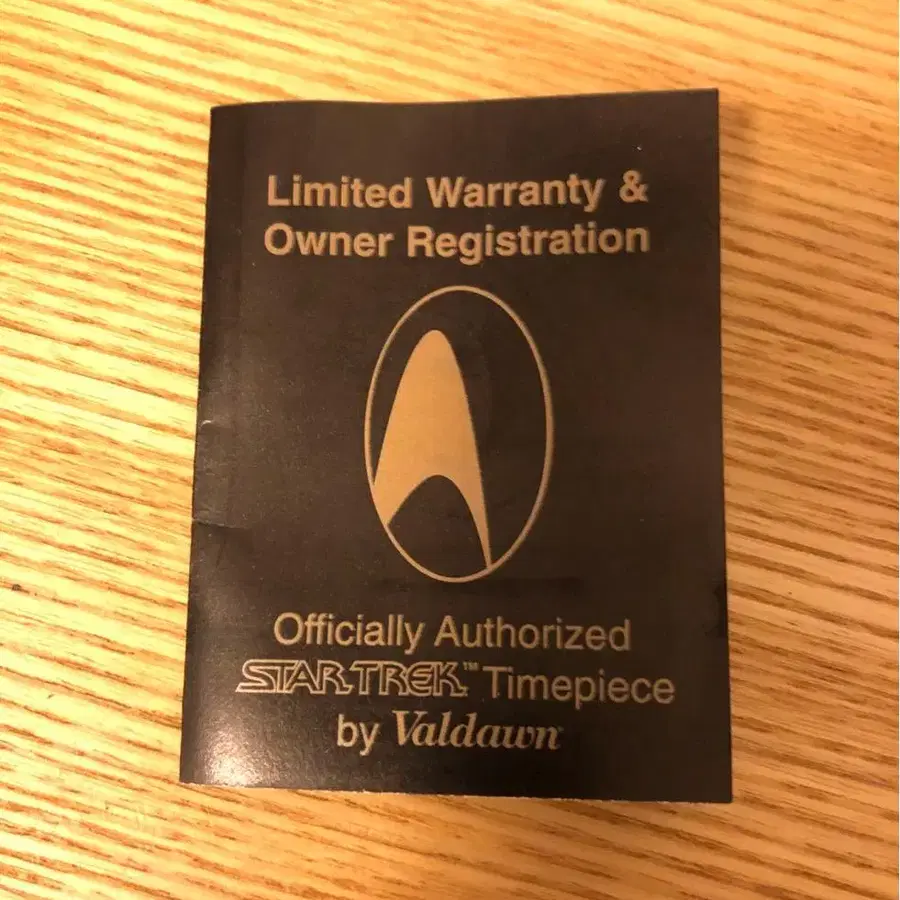 Limited Warranty &
Owner Registration
Officially Authorized
STAR TREK™ Timepiece
by Valdawn